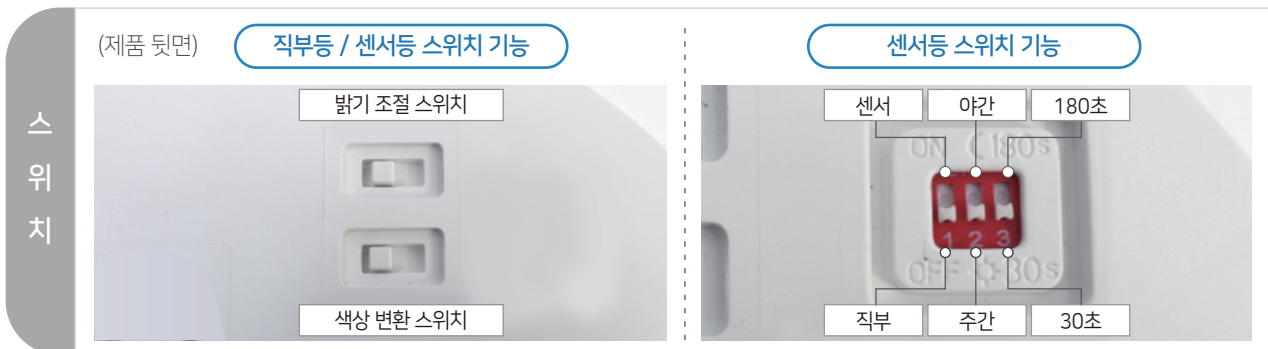 스
위
치
(제품 뒷면)
직부등 / 센서등 스위치 기능
밝기 조절 스위치
색상 변환 스위치
센서등 스위치 기능
센서 야간 180초
ON 180s
1 2 3
OFF 30s
직부 주간 30초